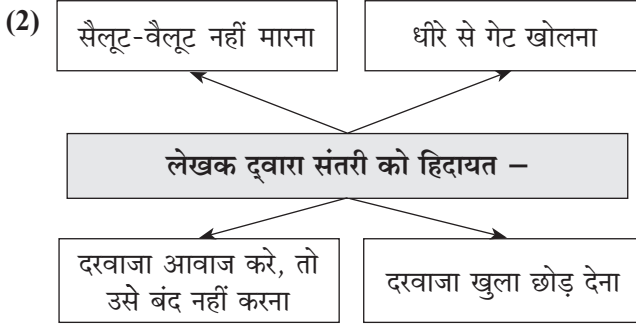 (2)
सैलूट-वैलूट नहीं मारना
धीरे से गेट खोलना
लेखक द्‌वारा संतरी को हिदायत –
दरवाजा आवाज करे, तो
उसे बंद नहीं करना
दरवाजा खुला छोड़ देना